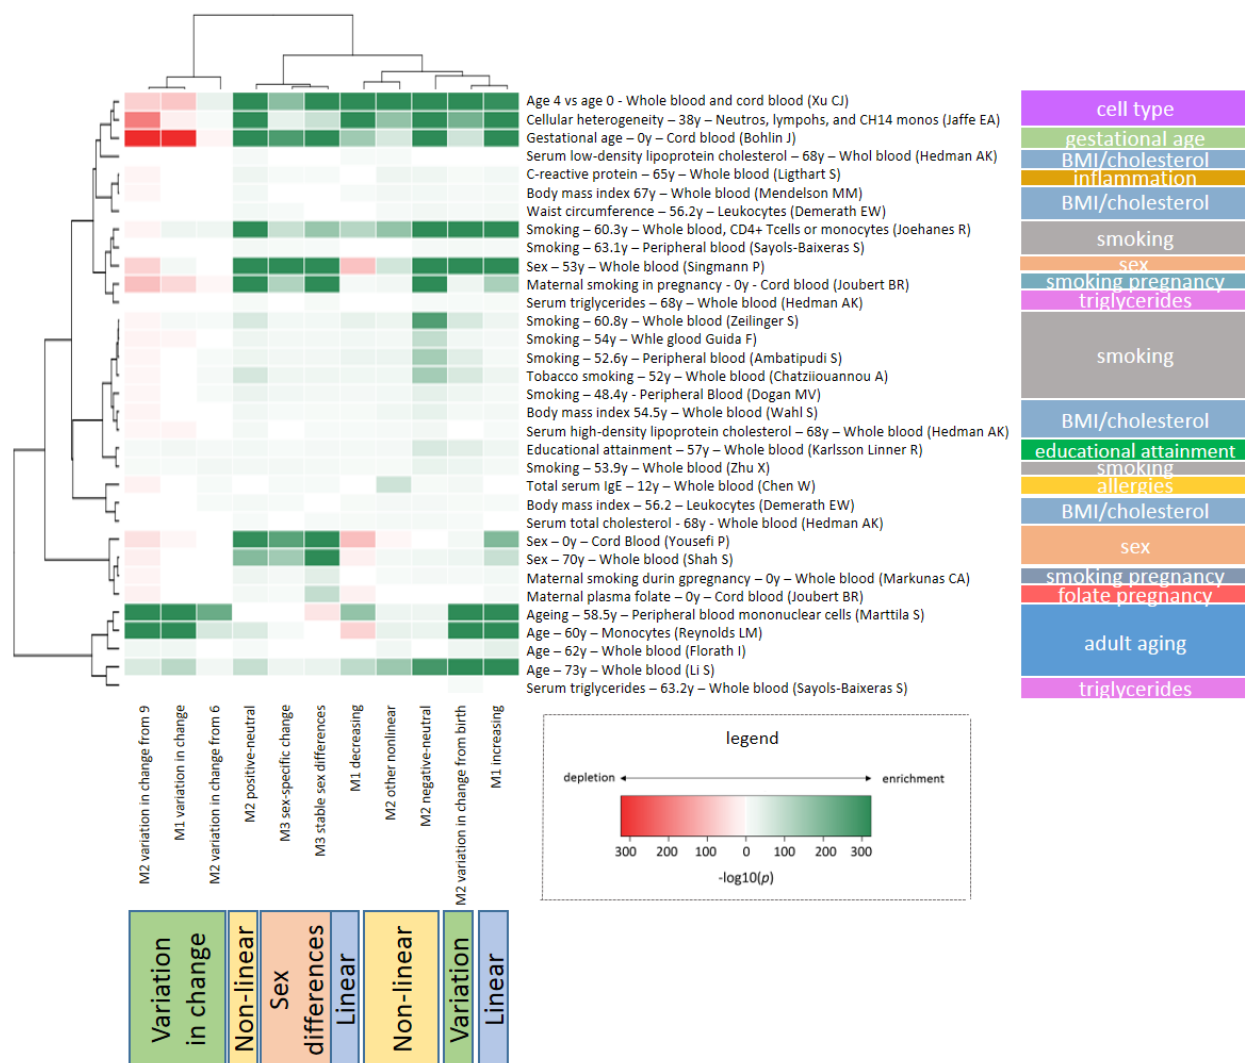 Age 4 vs age 0 - Whole blood and cord blood (Xu CJ)
Cellular heterogeneity – 38y – Neutros, lympohs, and CH14 monos (Jaffe EA)
Gestational age – 0y – Cord blood (Bohlin J)
Serum low-density lipoprotein cholesterol – 68y – Whol blood (Hedman AK)
C-reactive protein – 65y – Whole blood (Ligthart S)
Body mass index 67y – Whole blood (Mendelson MM)
Waist circumference – 56.2y – Leukocytes (Demerath EW)
Smoking – 60.3y – Whole blood, CD4+ Tcells or monocytes (Joehanes R)
Smoking – 63.1y – Peripheral blood (Sayols-Baixeras S)
Sex – 53y – Whole blood (Singmann P)
Maternal smoking in pregnancy - 0y - Cord blood (Joubert BR)
Serum triglycerides – 68y – Whole blood (Hedman AK)
Smoking – 60.8y – Whole blood (Zeilinger S)
Smoking – 54y – Whle glood Guida F)
Smoking – 52.6y – Peripheral blood (Ambatipudi S)
Tobacco smoking – 52y – Whole blood (Chatziiouannou A)
Smoking – 48.4y - Peripheral Blood (Dogan MV)
Body mass index 54.5y – Whole blood (Wahl S)
Serum high-density lipoprotein cholesterol – 68y – Whole blood (Hedman AK)
Educational attainment – 57y – Whole blood (Karlsson Linner R)
Smoking – 53.9y – Whole blood (Zhu X)
Total serum IgE – 12y – Whole blood (Chen W)
Body mass index – 56.2 – Leukocytes (Demerath EW)
Serum total cholesterol - 68y - Whole blood (Hedman AK)
Sex – 0y – Cord Blood (Yousefi P)
Sex - 70y – Whole blood (Shah S)
Maternal smoking durin gpregnancy – 0y – Whole blood (Markunas CA)
Maternal plasma folate – 0y – Cord blood (Joubert BR)
Ageing – 58.5y – Peripheral blood mononuclear cells (Marttila S)
Age – 60y – Monocytes (Reynolds LM)
Age – 62y – Whole blood (Florath I)
Age – 73y – Whole blood (Li S)
Serum triglycerides – 63.2y – Whole blood (Sayols-Baixeras S)
cell type
gestational age
BMI/cholesterol
inflammation
BMI/cholesterol
smoking
sex
smoking pregnancy
triglycerides
smoking
BMI/cholesterol
educational attainment
smoking
allergies
BMI/cholesterol
sex
smoking pregnancy
folate pregnancy
adult aging
triglycerides
M2 variation in change from 9
M1 variation in change
M2 variation in change from 6
M2 positive-neutral
M3 sex-specific change
M3 stable sex differences
M1 decreasing
M2 other nonlinear
M2 negative-neutral
M2 variation in change from birth
M1 increasing
legend
depletion
enrichment
300 200 100 0 100 200 300
-log10(p)
Variation
in change
Non-linear
Sex
differences
Linear
Non-linear
Variation
Linear